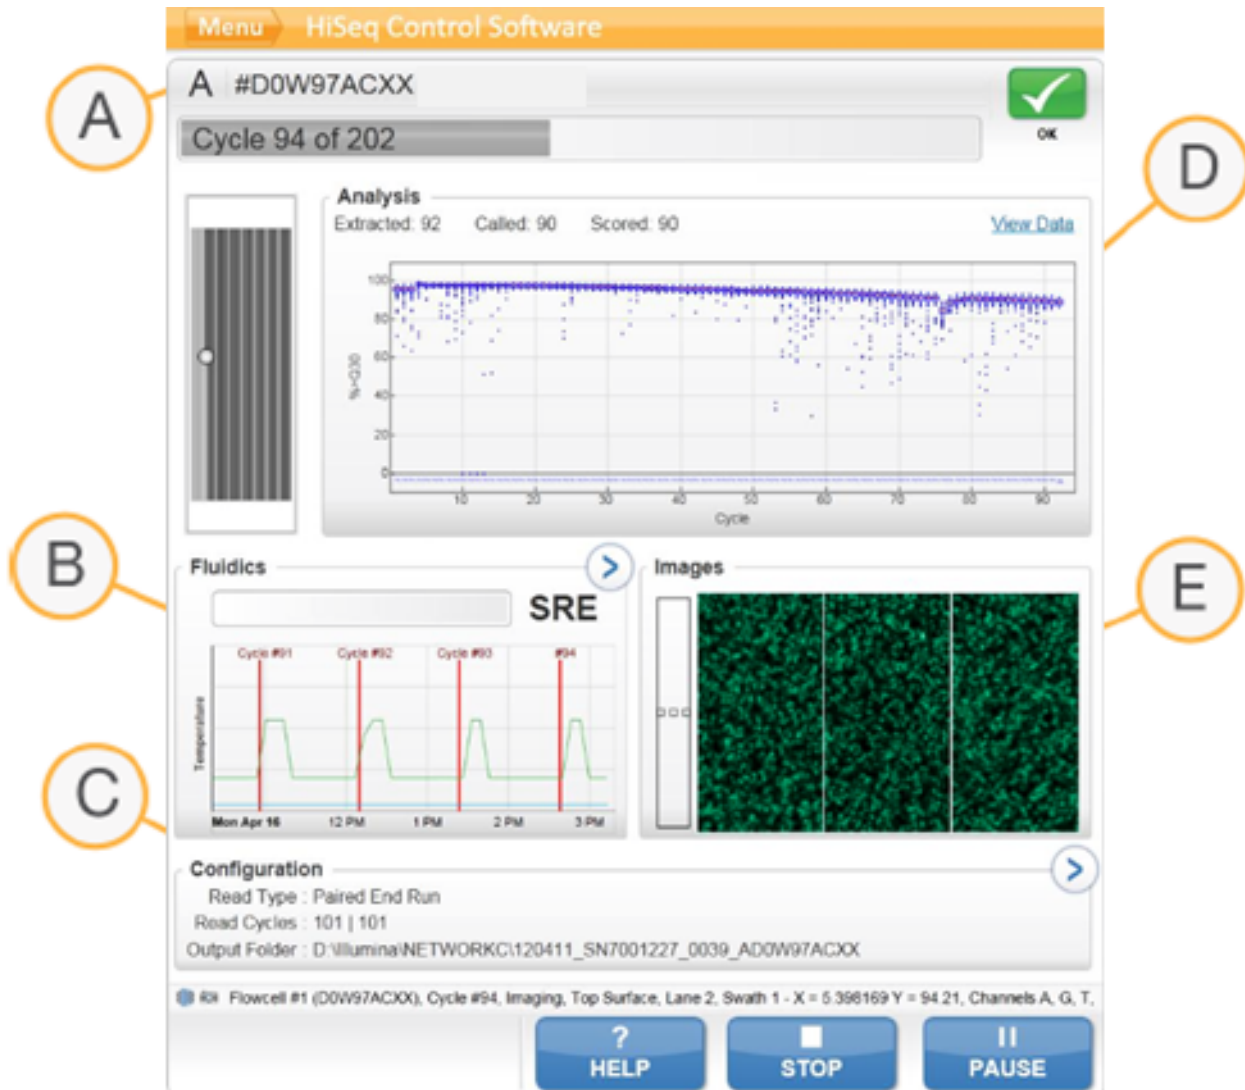 Menu HiSeq Control Software
A #D0W97ACXX
OK
Cycle 94 of 202
A
D
Analysis
Extracted: 92 Called: 90 Scored: 90 View Data
100
80
60
40
20
0
%>Q30
10 20 30 40 50 60 70 80 90
Cycle
B
E
Fluidics
SRE
Cycle #91 Cycle #92 Cycle #93 #94
Temperature
Mon Apr 16 12 PM 1 PM 2 PM 3 PM
Images
C
Configuration
Read Type : Paired End Run
Read Cycles : 101 | 101
Output Folder : D:\Illumina\NETWORKC\120411_SN7001227_0039_AD0W97ACXX
Flowcell #1 (D0W97ACXX), Cycle #94, Imaging, Top Surface, Lane 2, Swath 1 - X = 5.398169 Y = 94.21, Channels A, G, T,
? HELP
STOP
PAUSE